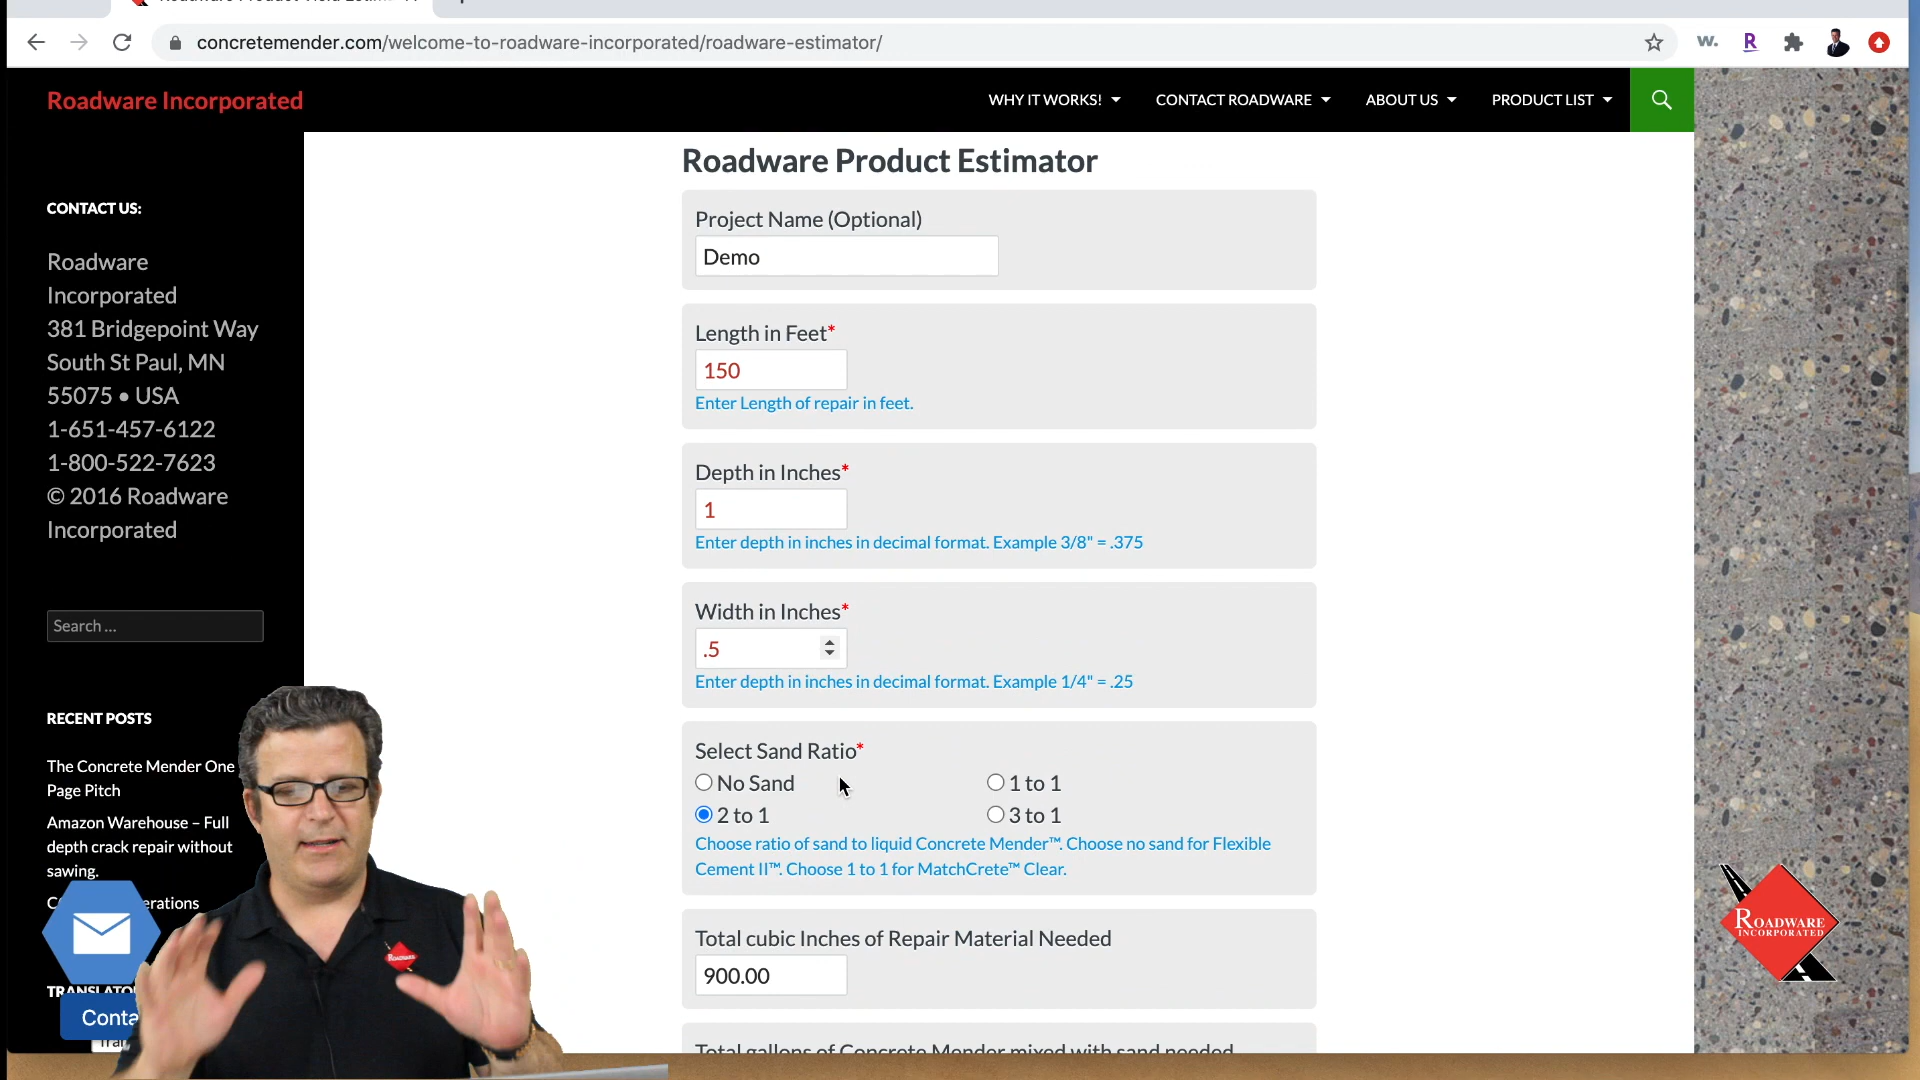 concretemender.com/welcome-to-roadware-incorporated/roadware-estimator/
W.
R
Roadware Incorporated
WHY IT WORKS!
CONTACT ROADWARE
ABOUT US
PRODUCT LIST
CONTACT US:
Roadware
Incorporated
381 Bridgepoint Way
South St Paul, MN
55075 • USA
1-651-457-6122
1-800-522-7623
© 2016 Roadware
Incorporated
Search ...
RECENT POSTS
The Concrete Mender One
Page Pitch
Amazon Warehouse – Full
depth crack repair without
sawing.
Conta
Roadware Product Estimator
Project Name (Optional)
Demo
Length in Feet*
150
Enter Length of repair in feet.
Depth in Inches*
1
Enter depth in inches in decimal format. Example 3/8" = .375
Width in Inches*
.5
Enter depth in inches in decimal format. Example 1/4" = .25
Select Sand Ratio*
No Sand
1 to 1
2 to 1
3 to 1
Choose ratio of sand to liquid Concrete Mender™. Choose no sand for Flexible
Cement II™. Choose 1 to 1 for MatchCrete™ Clear.
Total cubic Inches of Repair Material Needed
900.00
Total gallons of Concrete Mender mixed with sand needed
ROADWARE
INCORPORATED